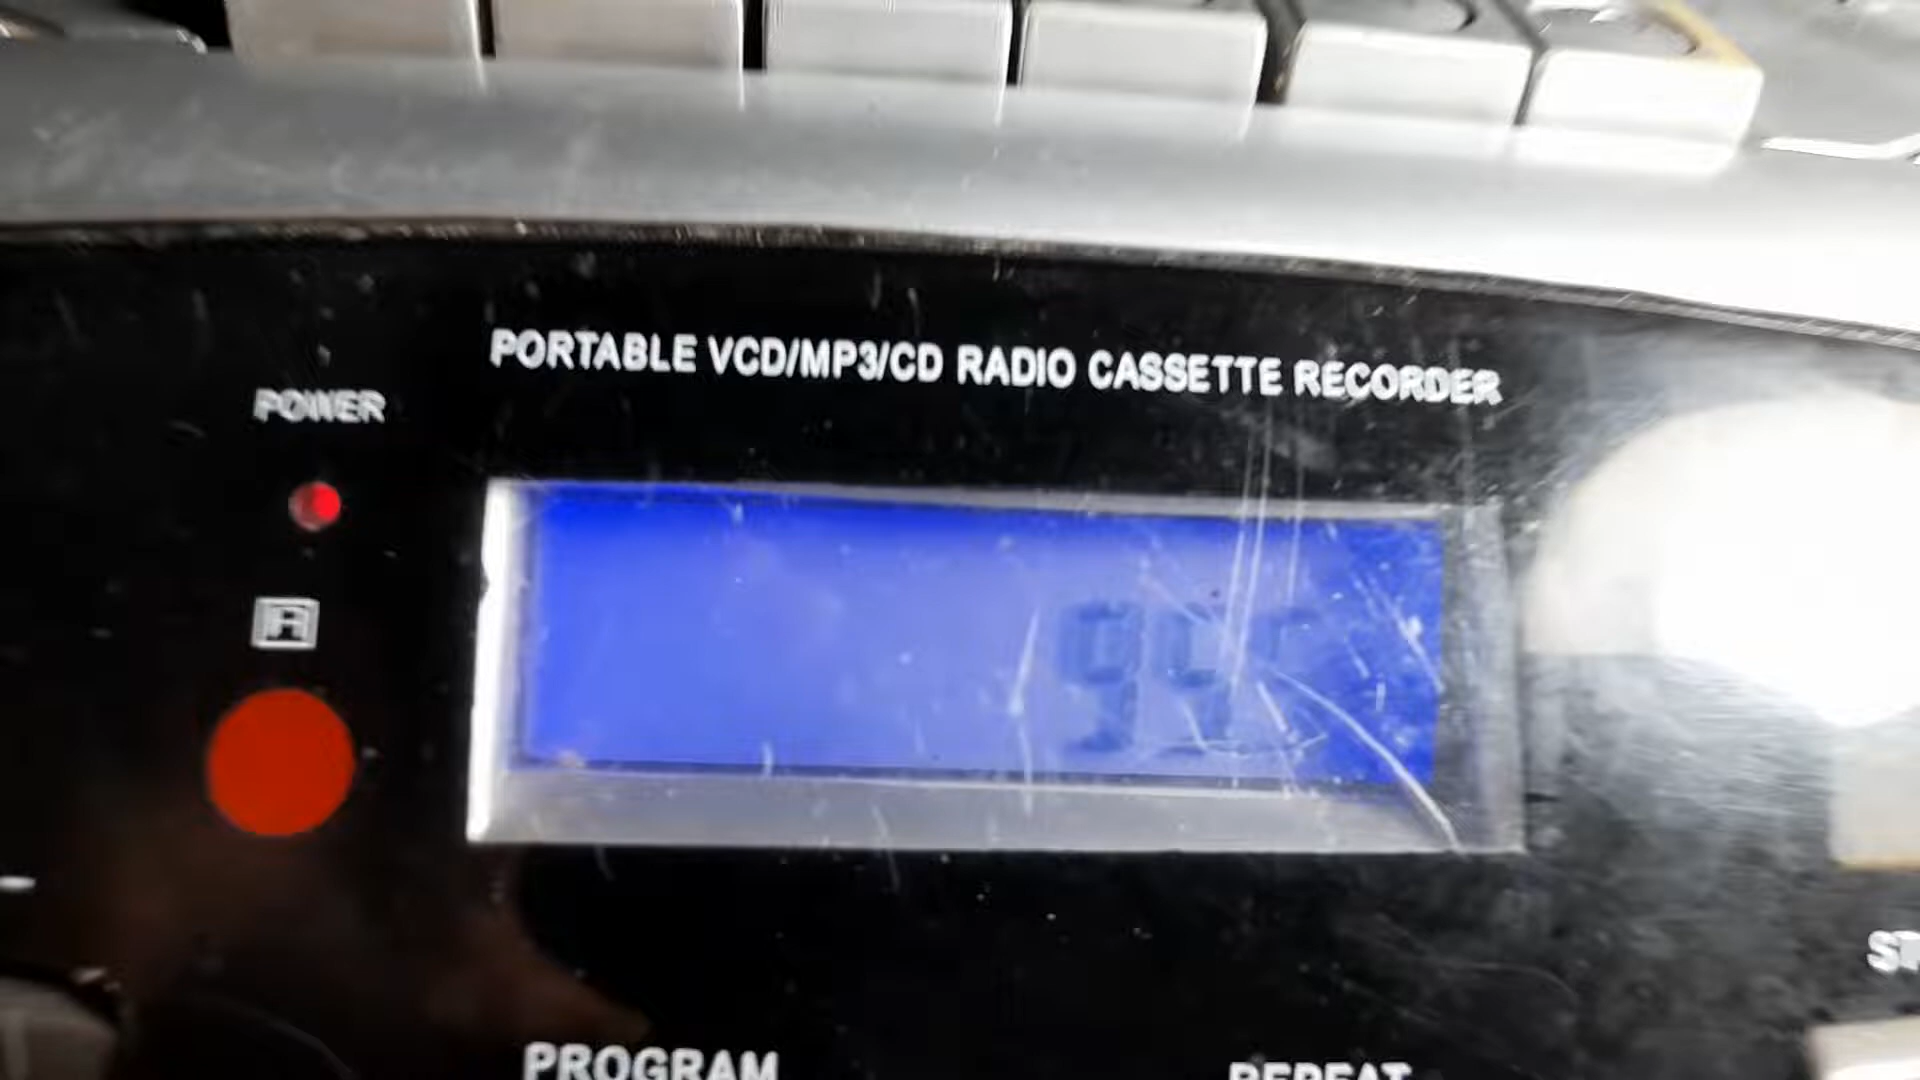 PORTABLE VCD/MP3/CD RADIO CASSETTE RECORDER
POWER
PROGRAM
REPEAT